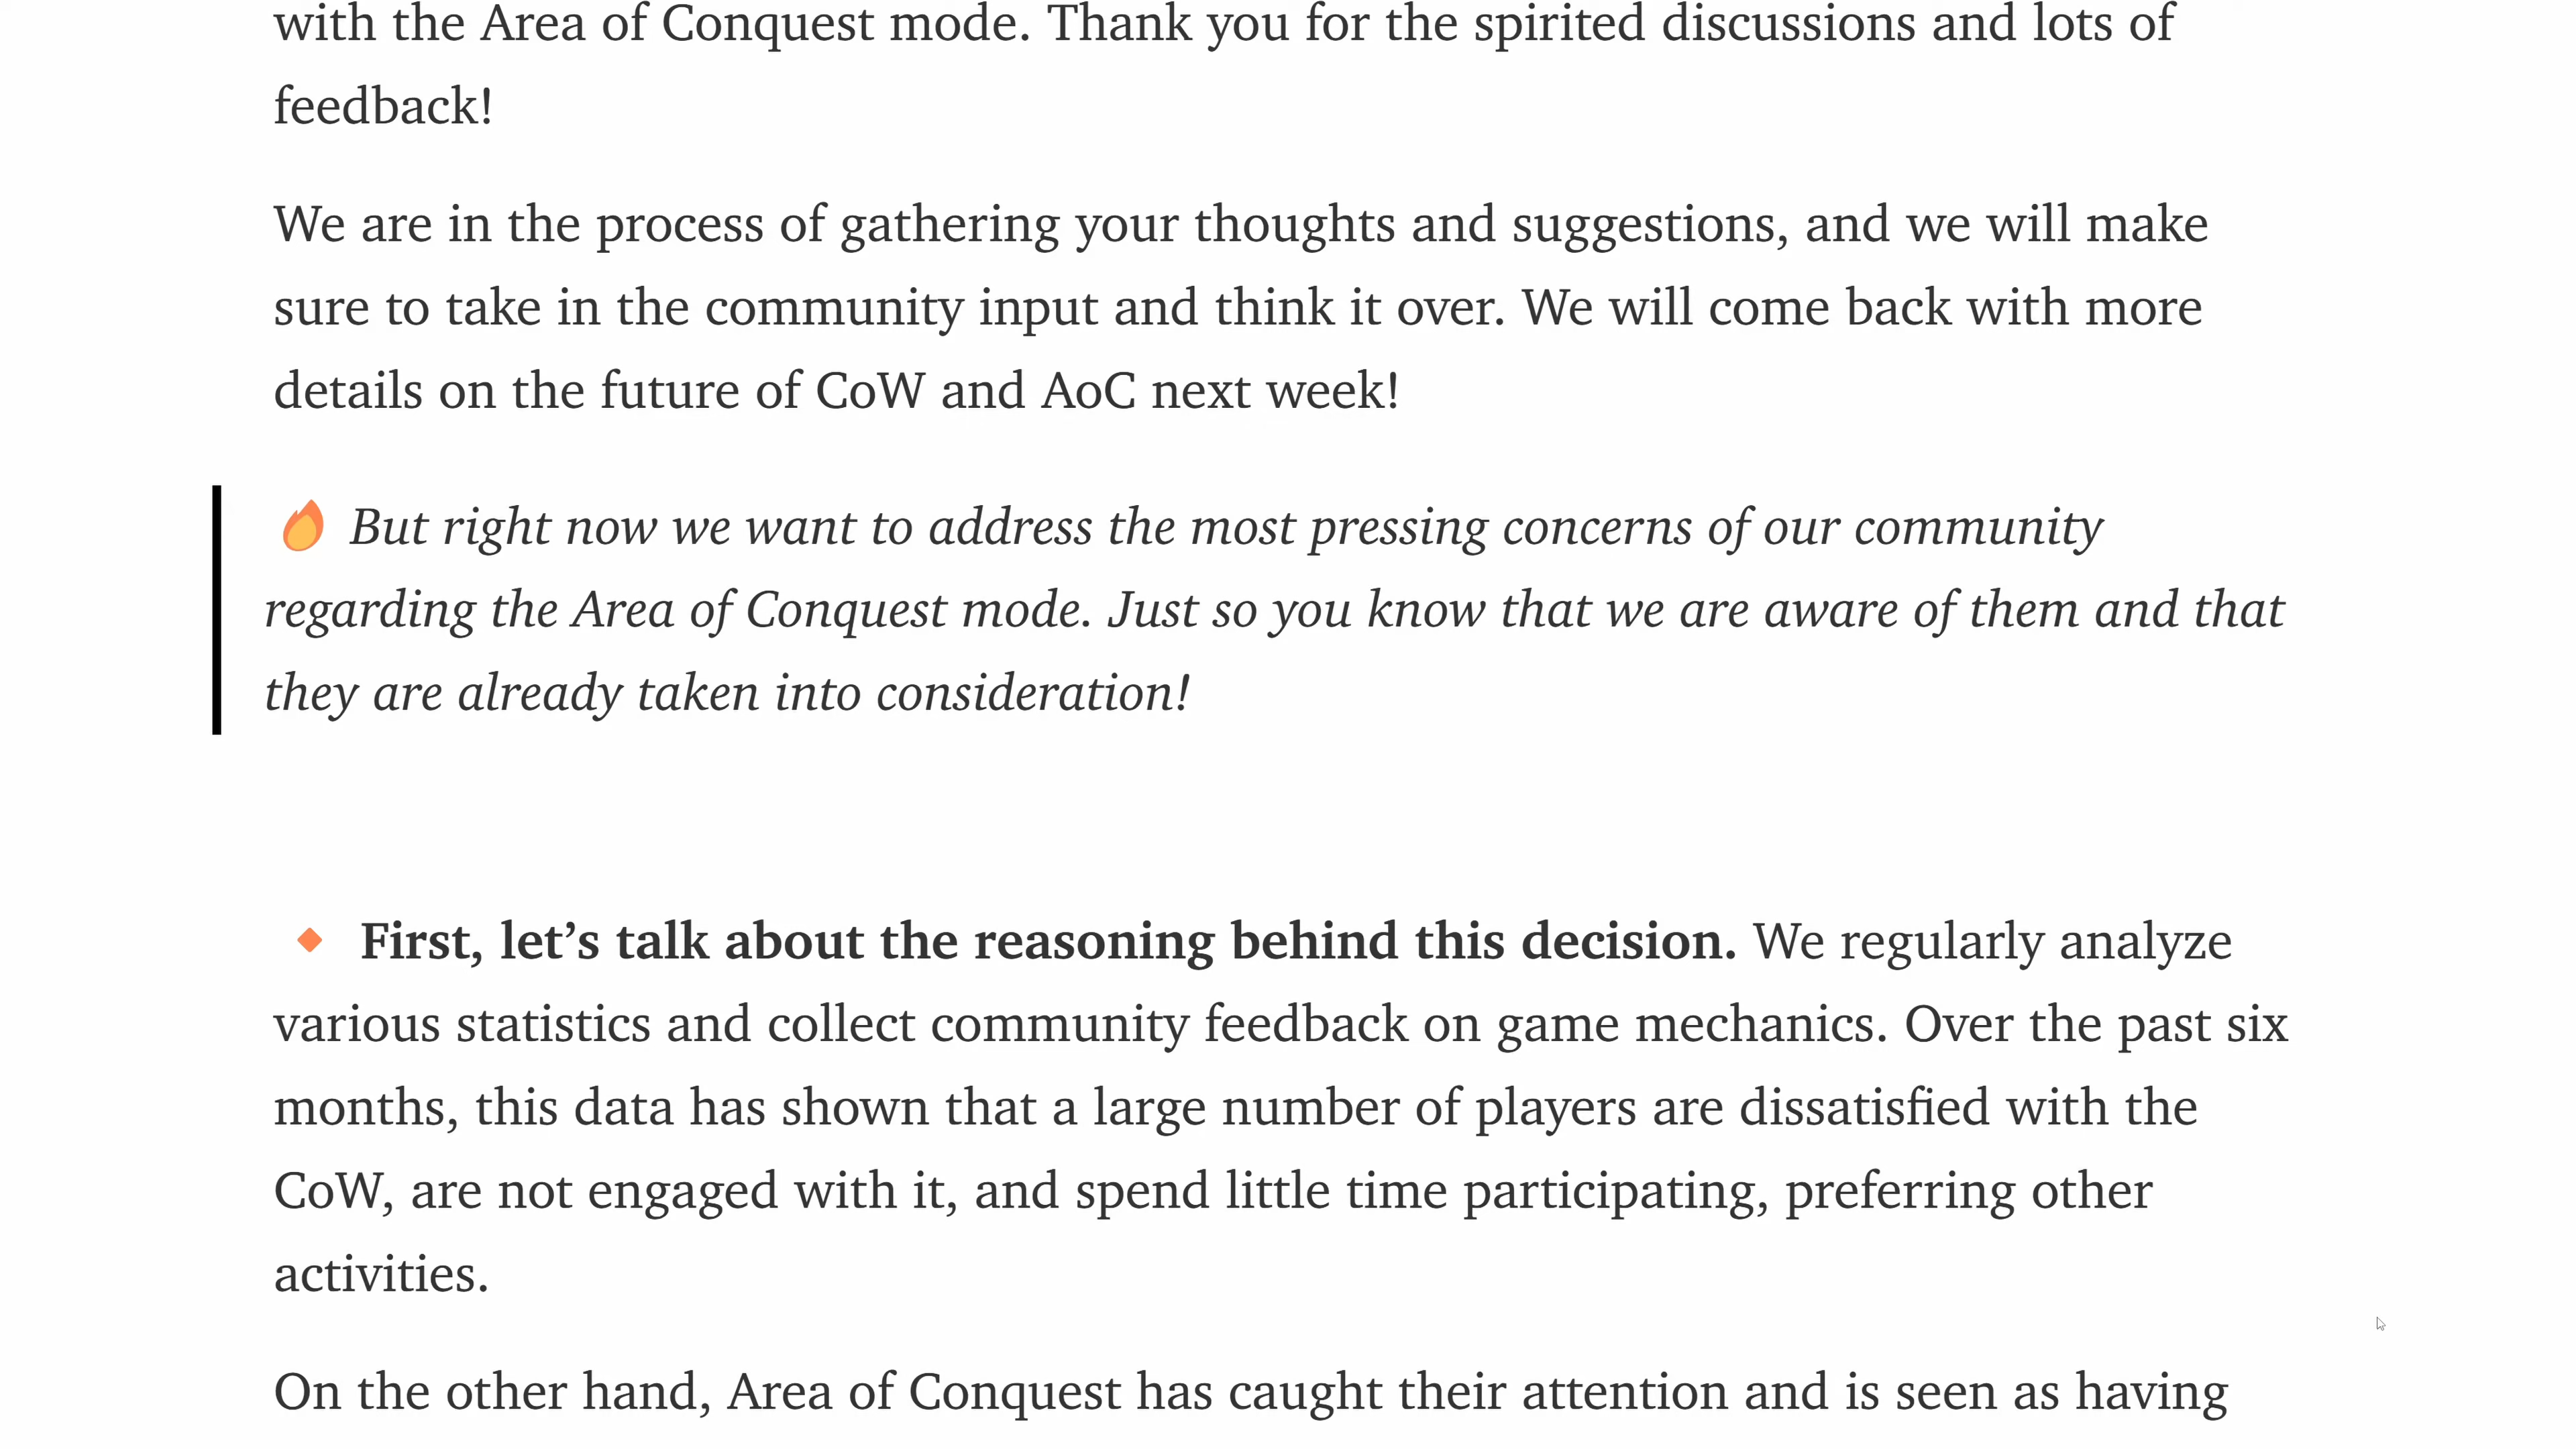 with the Area of Conquest mode. Thank you for the spirited discussions and lots of
feedback!
We are in the process of gathering your thoughts and suggestions, and we will make
sure to take in the community input and think it over. We will come back with more
details on the future of CoW and AoC next week!
🔥 But right now we want to address the most pressing concerns of our community
regarding the Area of Conquest mode. Just so you know that we are aware of them and that
they are already taken into consideration!
🔸 First, let’s talk about the reasoning behind this decision. We regularly analyze
various statistics and collect community feedback on game mechanics. Over the past six
months, this data has shown that a large number of players are dissatisfied with the
CoW, are not engaged with it, and spend little time participating, preferring other
activities.
On the other hand, Area of Conquest has caught their attention and is seen as having